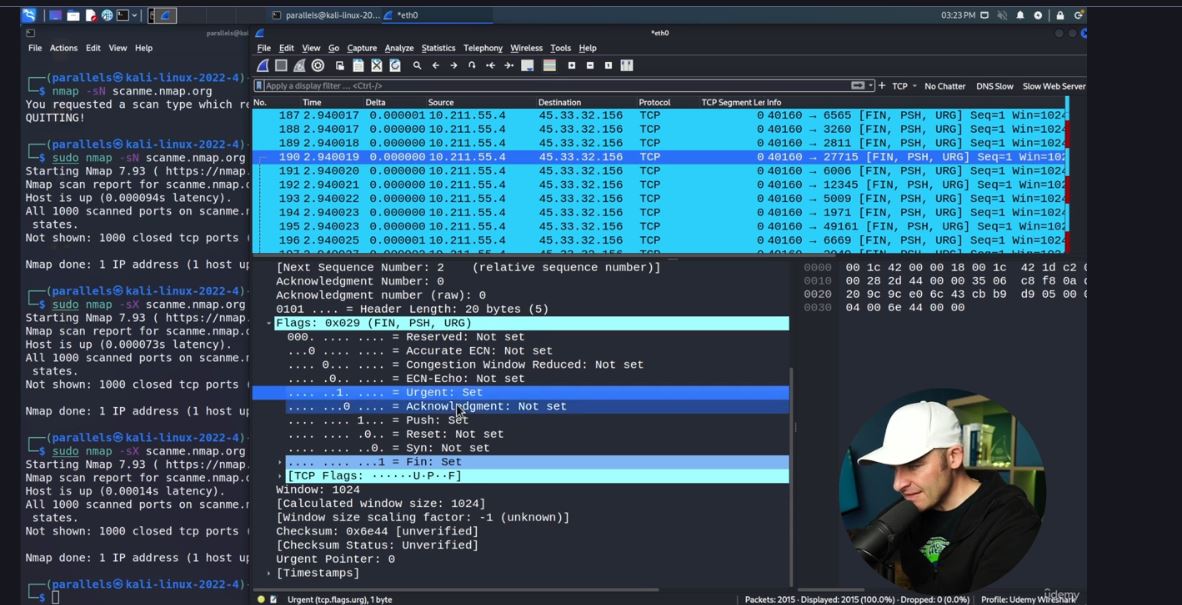 parallels@kali-linux-20...
*eth0
03:23 PM
File Actions Edit View Help
┌──(parallels㉿kali-linux-2022-4)
└─$ nmap -sN scanme.nmap.org
You requested a scan type which re
QUITTING!
┌──(parallels㉿kali-linux-2022-4)
└─$ sudo nmap -sN scanme.nmap.org
Starting Nmap 7.93 ( https://nmap.
Nmap scan report for scanme.nmap.o
Host is up (0.000094s latency).
All 1000 scanned ports on scanme.n
states.
Not shown: 1000 closed tcp ports (
Nmap done: 1 IP address (1 host up
┌──(parallels㉿kali-linux-2022-4)
└─$ sudo nmap -sX scanme.nmap.org
Starting Nmap 7.93 ( https://nmap.
Nmap scan report for scanme.nmap.o
Host is up (0.000073s latency).
All 1000 scanned ports on scanme.n
states.
Not shown: 1000 closed tcp ports (
Nmap done: 1 IP address (1 host up
┌──(parallels㉿kali-linux-2022-4)
└─$ sudo nmap -sX scanme.nmap.org
Starting Nmap 7.93 ( https://nmap.
Nmap scan report for scanme.nmap.o
Host is up (0.00014s latency).
All 1000 scanned ports on scanme.n
states.
Not shown: 1000 closed tcp ports (
Nmap done: 1 IP address (1 host up
┌──(parallels㉿kali-linux-2022-4)
└─$
*eth0
File Edit View Go Capture Analyze Statistics Telephony Wireless Tools Help
Apply a display filter ... <Ctrl-/>
+ TCP No Chatter DNS Slow Slow Web Server
No. Time Delta Source Destination Protocol TCP Segment Ler Info
187 2.940017 0.000001 10.211.55.4 45.33.32.156 TCP 0 40160 → 6565 [FIN, PSH, URG] Seq=1 Win=1024
188 2.940017 0.000000 10.211.55.4 45.33.32.156 TCP 0 40160 → 3260 [FIN, PSH, URG] Seq=1 Win=1024
189 2.940018 0.000001 10.211.55.4 45.33.32.156 TCP 0 40160 → 2811 [FIN, PSH, URG] Seq=1 Win=1024
190 2.940019 0.000000 10.211.55.4 45.33.32.156 TCP 0 40160 → 27715 [FIN, PSH, URG] Seq=1 Win=102
191 2.940020 0.000000 10.211.55.4 45.33.32.156 TCP 0 40160 → 6006 [FIN, PSH, URG] Seq=1 Win=1024
192 2.940021 0.000000 10.211.55.4 45.33.32.156 TCP 0 40160 → 12345 [FIN, PSH, URG] Seq=1 Win=102
193 2.940022 0.000000 10.211.55.4 45.33.32.156 TCP 0 40160 → 5009 [FIN, PSH, URG] Seq=1 Win=1024
194 2.940023 0.000000 10.211.55.4 45.33.32.156 TCP 0 40160 → 1971 [FIN, PSH, URG] Seq=1 Win=1024
195 2.940023 0.000000 10.211.55.4 45.33.32.156 TCP 0 40160 → 49161 [FIN, PSH, URG] Seq=1 Win=102
196 2.940025 0.000001 10.211.55.4 45.33.32.156 TCP 0 40160 → 6669 [FIN, PSH, URG] Seq=1 Win=1024
[Next Sequence Number: 2 (relative sequence number)]
Acknowledgment Number: 0
Acknowledgment number (raw): 0
0101 .... = Header Length: 20 bytes (5)
Flags: 0x029 (FIN, PSH, URG)
000. .... .... = Reserved: Not set
...0 .... .... = Accurate ECN: Not set
.... 0... .... = Congestion Window Reduced: Not set
.... .0.. .... = ECN-Echo: Not set
.... ..1. .... = Urgent: Set
.... ...0 .... = Acknowledgment: Not set
.... .... 1... = Push: Set
.... .... .0.. = Reset: Not set
.... .... ..0. = Syn: Not set
.... .... ...1 = Fin: Set
[TCP Flags: ······U·P··F]
Window: 1024
[Calculated window size: 1024]
[Window size scaling factor: -1 (unknown)]
Checksum: 0x6e44 [unverified]
[Checksum Status: Unverified]
Urgent Pointer: 0
[Timestamps]
0000 00 1c 42 00 00 18 00 1c 42 1d c2
0010 00 28 2d 44 00 00 35 06 c8 f8 0a
0020 20 9c 9c e0 6c 43 cb b9 d9 05 00
0030 04 00 6e 44 00 00
Urgent (tcp.flags.urg), 1 byte
Packets: 2015 · Displayed: 2015 (100.0%) · Dropped: 0 (0.0%)
Profile: Udemy Wireshark
ûdemy